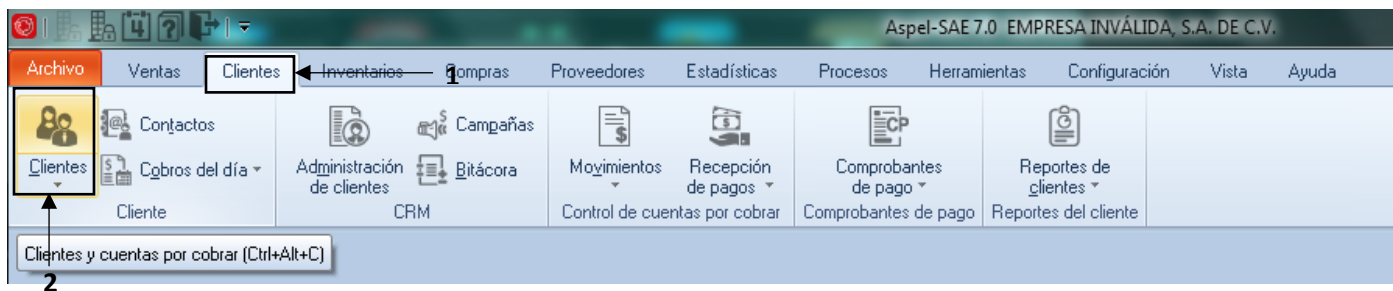 Aspel-SAE 7.0 EMPRESA INVÁLIDA, S.A. DE C.V.
Archivo Ventas Clientes Inventarios 1 Compras Proveedores Estadísticas Procesos Herramientas Configuración Vista Ayuda
Contactos Campañas
Clientes Cobros del día Administración de clientes Bitácora Movimientos Recepción de pagos Comprobantes de pago Reportes de clientes
Cliente CRM Control de cuentas por cobrar Comprobantes de pago Reportes del cliente
Clientes y cuentas por cobrar (Ctrl+Alt+C)
2